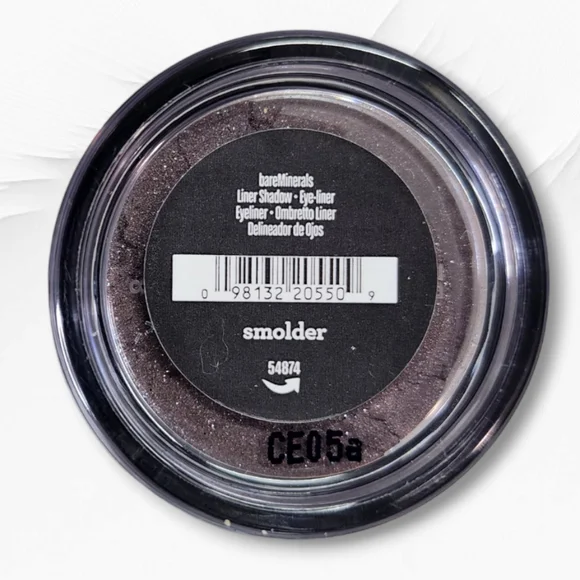 bareMinerals
Liner Shadow • Eye-liner
Eyeliner • Ombretto Liner
Delineador de Ojos
0 98132 20550 9
smolder
54874
CE05a